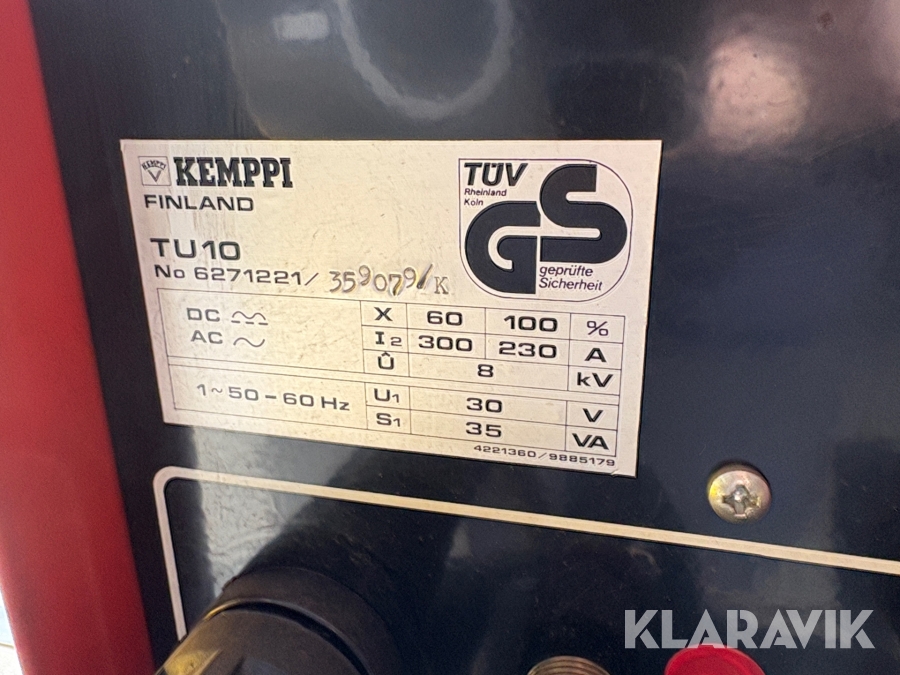 KEMPPI
KEMPPI
FINLAND
TU10
No 6271221/ 359079/K
TÜV
Rheinland
Köln
GS
geprüfte
Sicherheit
DC
AC ~
X 60 100 %
I2 300 230 A
Û 8 kV
1~50-60 Hz
U1 30 V
S1 35 VA
4221360/9885179
KLARAVIK